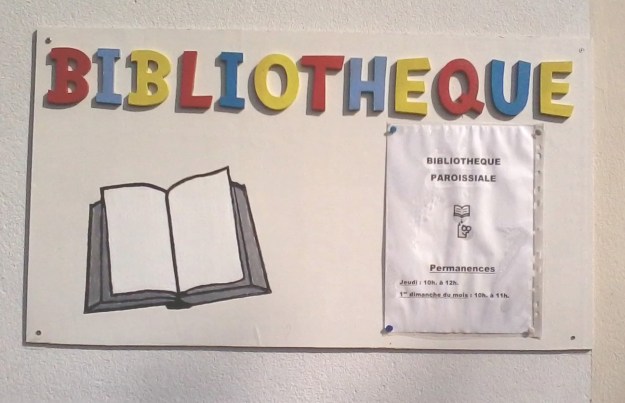 BIBLIOTHEQUE
BIBLIOTHEQUE
PAROISSIALE
Permanences
Jeudi : 10h. à 12h.
1er dimanche du mois : 10h. à 11h.